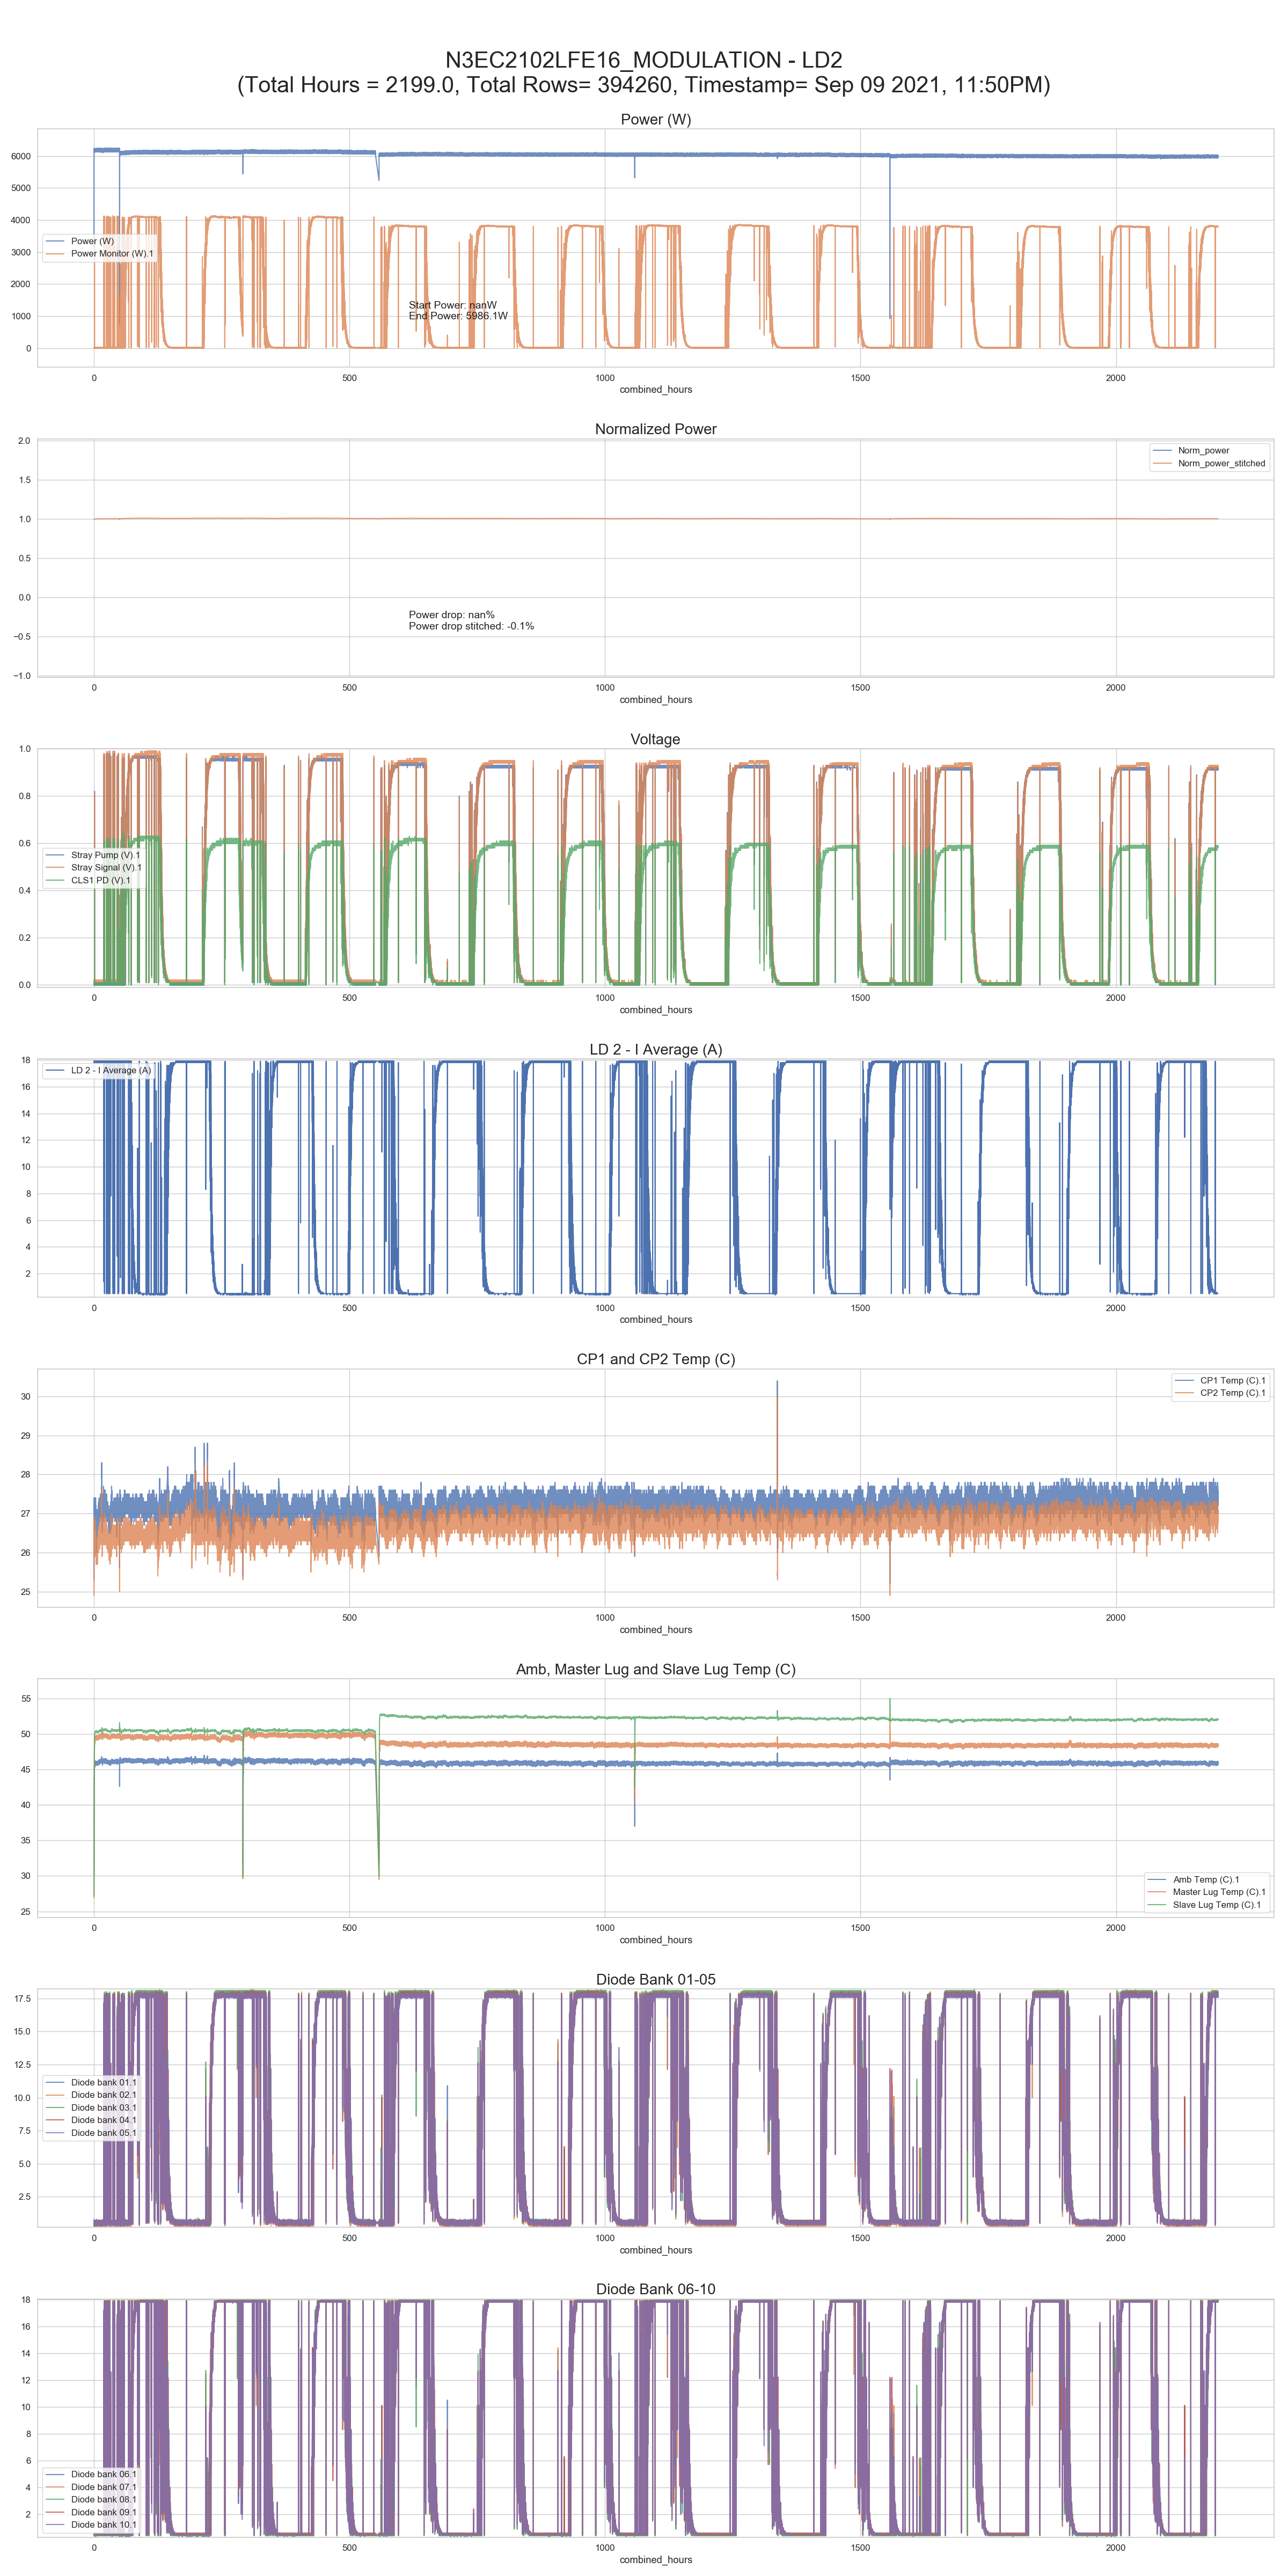 N3EC2102LFE16_MODULATION - LD2
(Total Hours = 2199.0, Total Rows= 394260, Timestamp= Sep 09 2021, 11:50PM)
Power (W)
6000
5000
4000
3000
2000
1000
0
Power (W)
Power Monitor (W).1
Start Power: nanW
End Power: 5986.1W
0
500
1000
1500
2000
combined_hours
Normalized Power
2.0
1.5
1.0
0.5
0.0
−0.5
−1.0
Norm_power
Norm_power_stitched
Power drop: nan%
Power drop stitched: -0.1%
0
500
1000
1500
2000
combined_hours
Voltage
1.0
0.8
0.6
0.4
0.2
0.0
Stray Pump (V).1
Stray Signal (V).1
CLS1 PD (V).1
0
500
1000
1500
2000
combined_hours
LD 2 - I Average (A)
18
16
14
12
10
8
6
4
2
LD 2 - I Average (A)
0
500
1000
1500
2000
combined_hours
CP1 and CP2 Temp (C)
30
29
28
27
26
25
CP1 Temp (C).1
CP2 Temp (C).1
0
500
1000
1500
2000
combined_hours
Amb, Master Lug and Slave Lug Temp (C)
55
50
45
40
35
30
25
Amb Temp (C).1
Master Lug Temp (C).1
Slave Lug Temp (C).1
0
500
1000
1500
2000
combined_hours
Diode Bank 01-05
17.5
15.0
12.5
10.0
7.5
5.0
2.5
Diode bank 01.1
Diode bank 02.1
Diode bank 03.1
Diode bank 04.1
Diode bank 05.1
0
500
1000
1500
2000
combined_hours
Diode Bank 06-10
18
16
14
12
10
8
6
4
2
Diode bank 06.1
Diode bank 07.1
Diode bank 08.1
Diode bank 09.1
Diode bank 10.1
0
500
1000
1500
2000
combined_hours